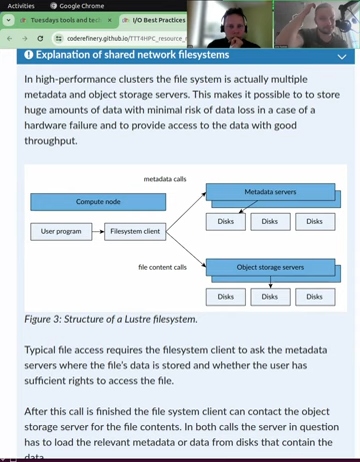 Activities
Google Chrome
Tuesdays tools and tech
I/O Best Practices
coderefinery.github.io/TTT4HPC_resource_
Explanation of shared network filesystems
In high-performance clusters the file system is actually multiple
metadata and object storage servers. This makes it possible to to store
huge amounts of data with minimal risk of data loss in a case of a
hardware failure and to provide access to the data with good
throughput.
metadata calls
Compute node
Metadata servers
User program
Filesystem client
Disks
Disks
Disks
file content calls
Object storage servers
Disks
Disks
Disks
Figure 3: Structure of a Lustre filesystem.
Typical file access requires the filesystem client to ask the metadata
servers where the file's data is stored and whether the user has
sufficient rights to access the file.
After this call is finished the file system client can contact the object
storage server for the file contents. In both calls the server in question
has to load the relevant metadata or data from disks that contain the
data